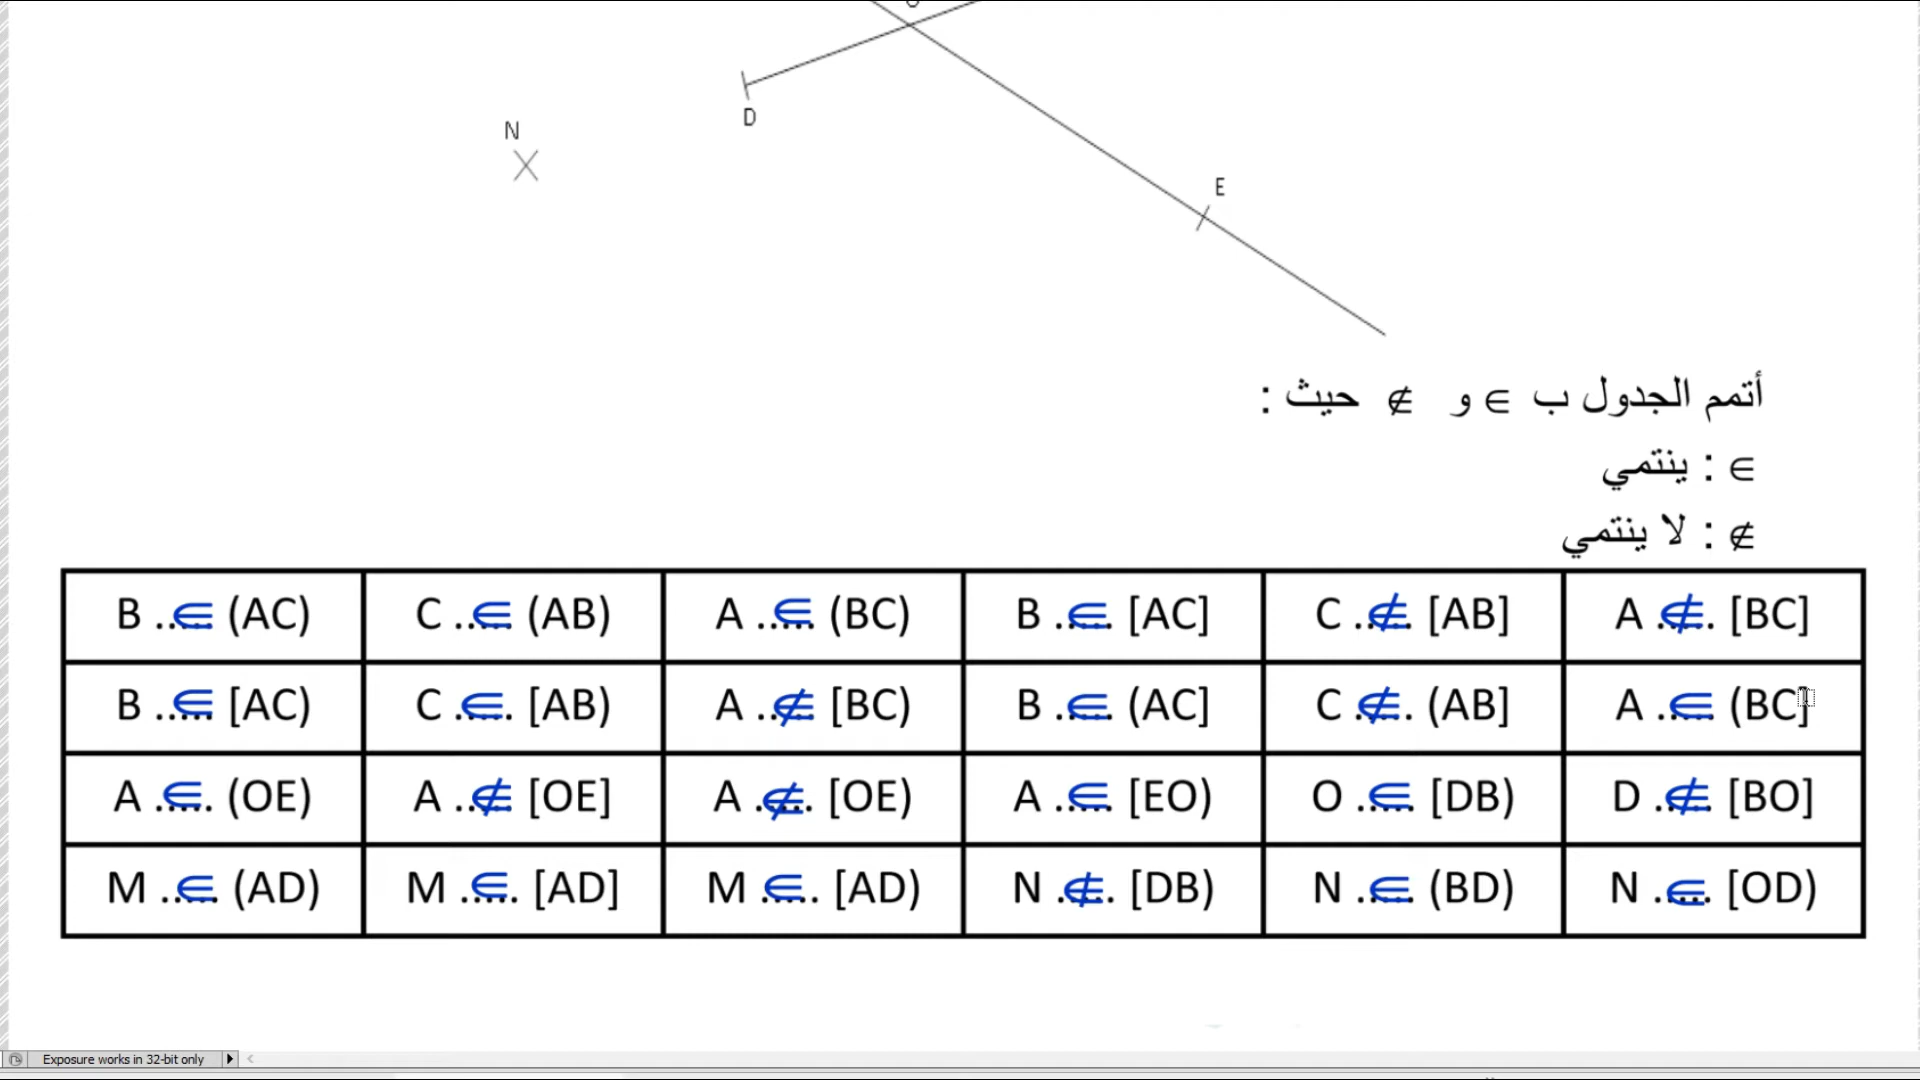 D
N
E
أتمم الجدول ب ∈ و ∉ حيث :
∈ : ينتمي
∉ : لا ينتمي
B ..∈.. (AC) C ..∈.. (AB) A ..∈.. (BC) B ..∈.. [AC] C ..∉.. [AB] A ..∉.. [BC]
B ..∈.. [AC) C ..∈.. [AB) A ..∉.. [BC) B ..∈.. (AC] C ..∉.. (AB] A ..∈.. (BC]
A ..∈.. (OE) A ..∉.. [OE] A ..∉.. [OE) A ..∈.. [EO) O ..∈.. [DB) D ..∉.. [BO]
M ..∈.. (AD) M ..∈.. [AD] M ..∈.. [AD) N ..∉.. [DB) N ..∈.. (BD) N ..∈.. [OD)
Exposure works in 32-bit only